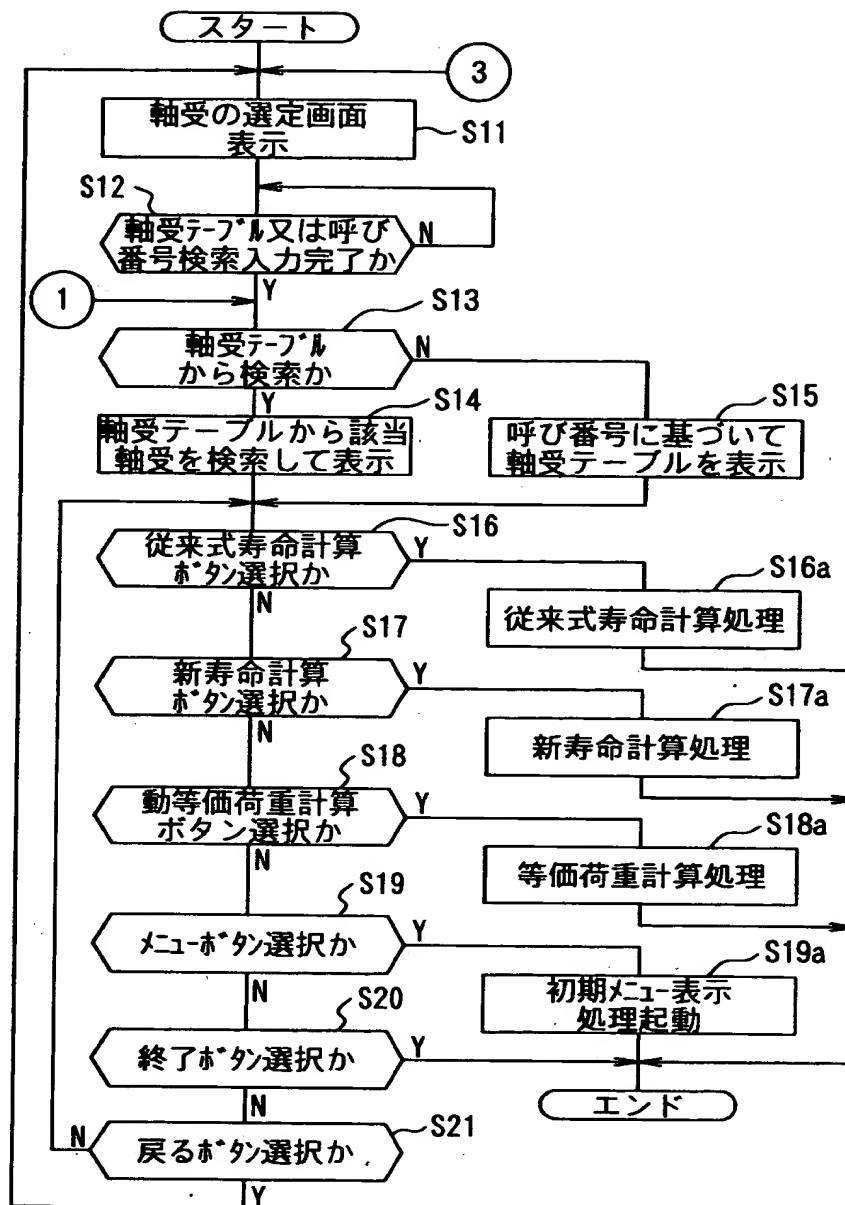 スタート
3
軸受の選定画面
表示
S11
S12
軸受ﾃｰﾌﾞﾙ又は呼び
番号検索入力完了か
N
Y
1
S13
軸受ﾃｰﾌﾞﾙ
から検索か
N
Y
S14
軸受テーブルから該当
軸受を検索して表示
S15
呼び番号に基づいて
軸受テーブルを表示
S16
従来式寿命計算
ﾎﾞﾀﾝ選択か
Y
N
S16a
従来式寿命計算処理
S17
新寿命計算
ﾎﾞﾀﾝ選択か
Y
N
S17a
新寿命計算処理
S18
動等価荷重計算
ボタン選択か
Y
N
S18a
等価荷重計算処理
S19
ﾒﾆｭｰﾎﾞﾀﾝ選択か
Y
N
S19a
初期ﾒﾆｭｰ表示
処理起動
S20
終了ﾎﾞﾀﾝ選択か
Y
N
エンド
S21
戻るﾎﾞﾀﾝ選択か
N
Y